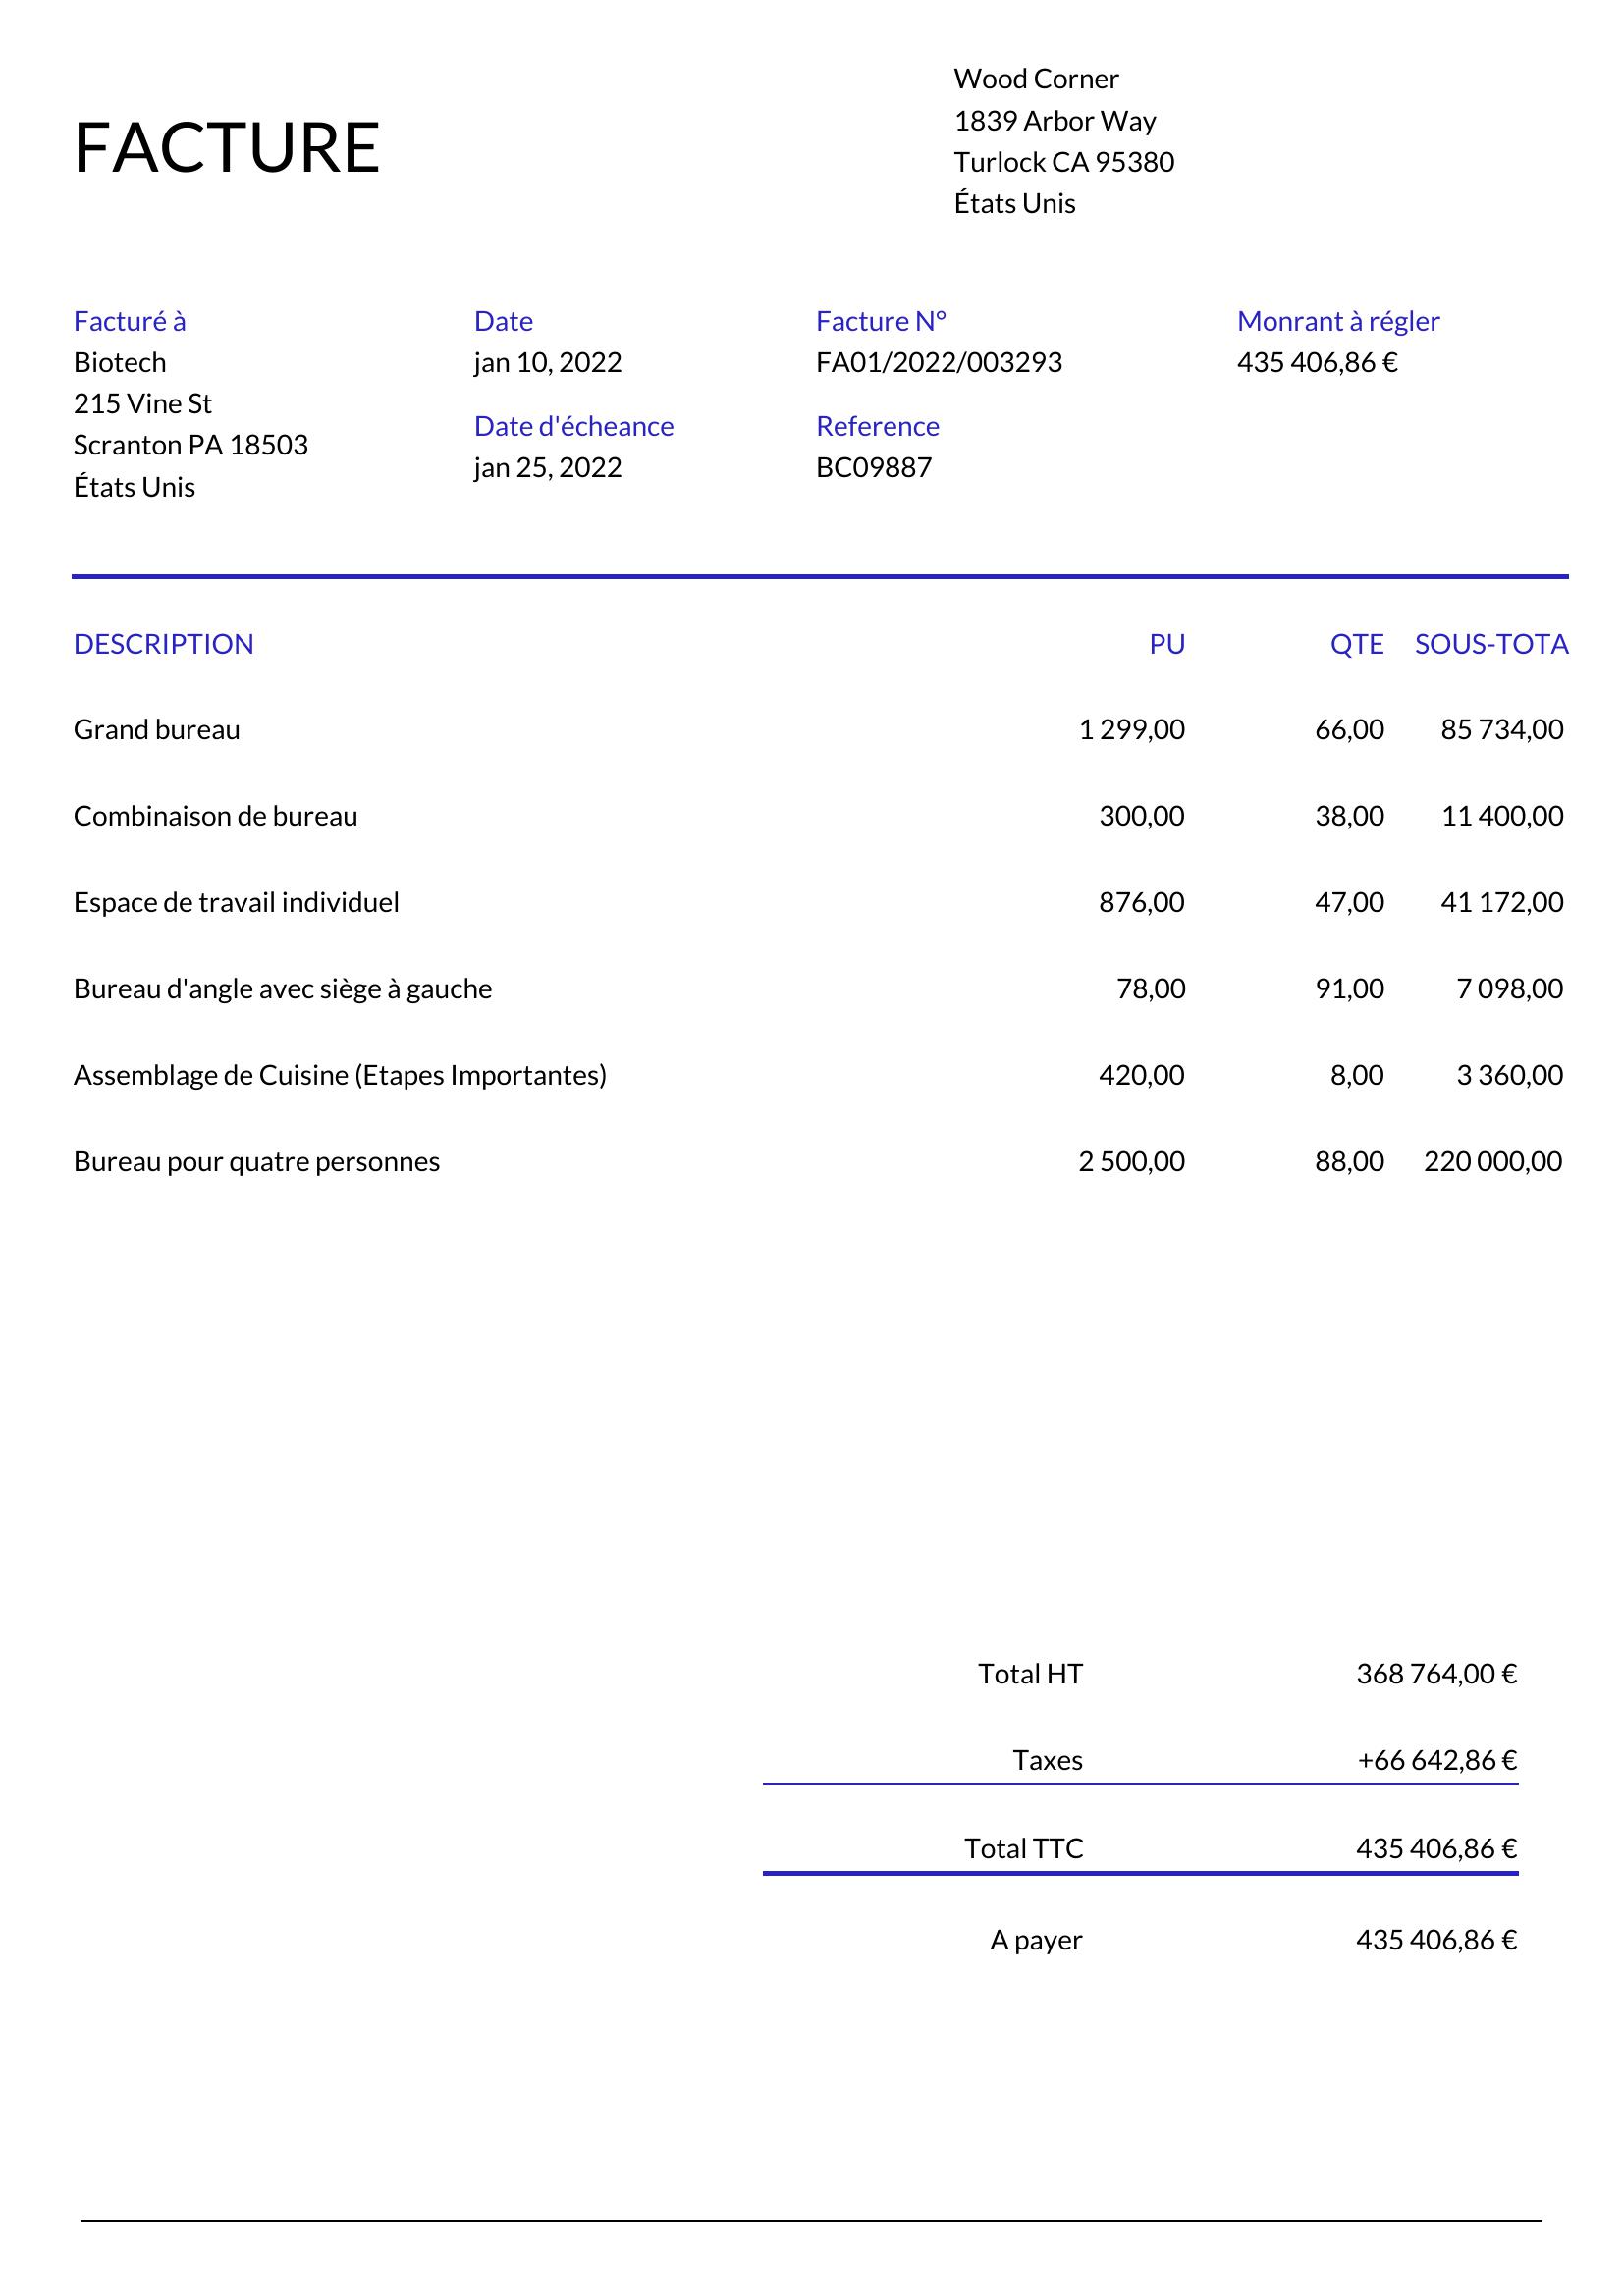 Wood Corner
1839 Arbor Way
Turlock CA 95380
États Unis
FACTURE
Facturé à
Biotech
215 Vine St
Scranton PA 18503
États Unis
Date
jan 10, 2022
Date d'écheance
jan 25, 2022
Facture N°
FA01/2022/003293
Reference
BC09887
Monrant à régler
435 406,86 €
DESCRIPTION PU QTE SOUS-TOTA
Grand bureau 1 299,00 66,00 85 734,00
Combinaison de bureau 300,00 38,00 11 400,00
Espace de travail individuel 876,00 47,00 41 172,00
Bureau d'angle avec siège à gauche 78,00 91,00 7 098,00
Assemblage de Cuisine (Etapes Importantes) 420,00 8,00 3 360,00
Bureau pour quatre personnes 2 500,00 88,00 220 000,00
Total HT 368 764,00 €
Taxes +66 642,86 €
Total TTC 435 406,86 €
A payer 435 406,86 €